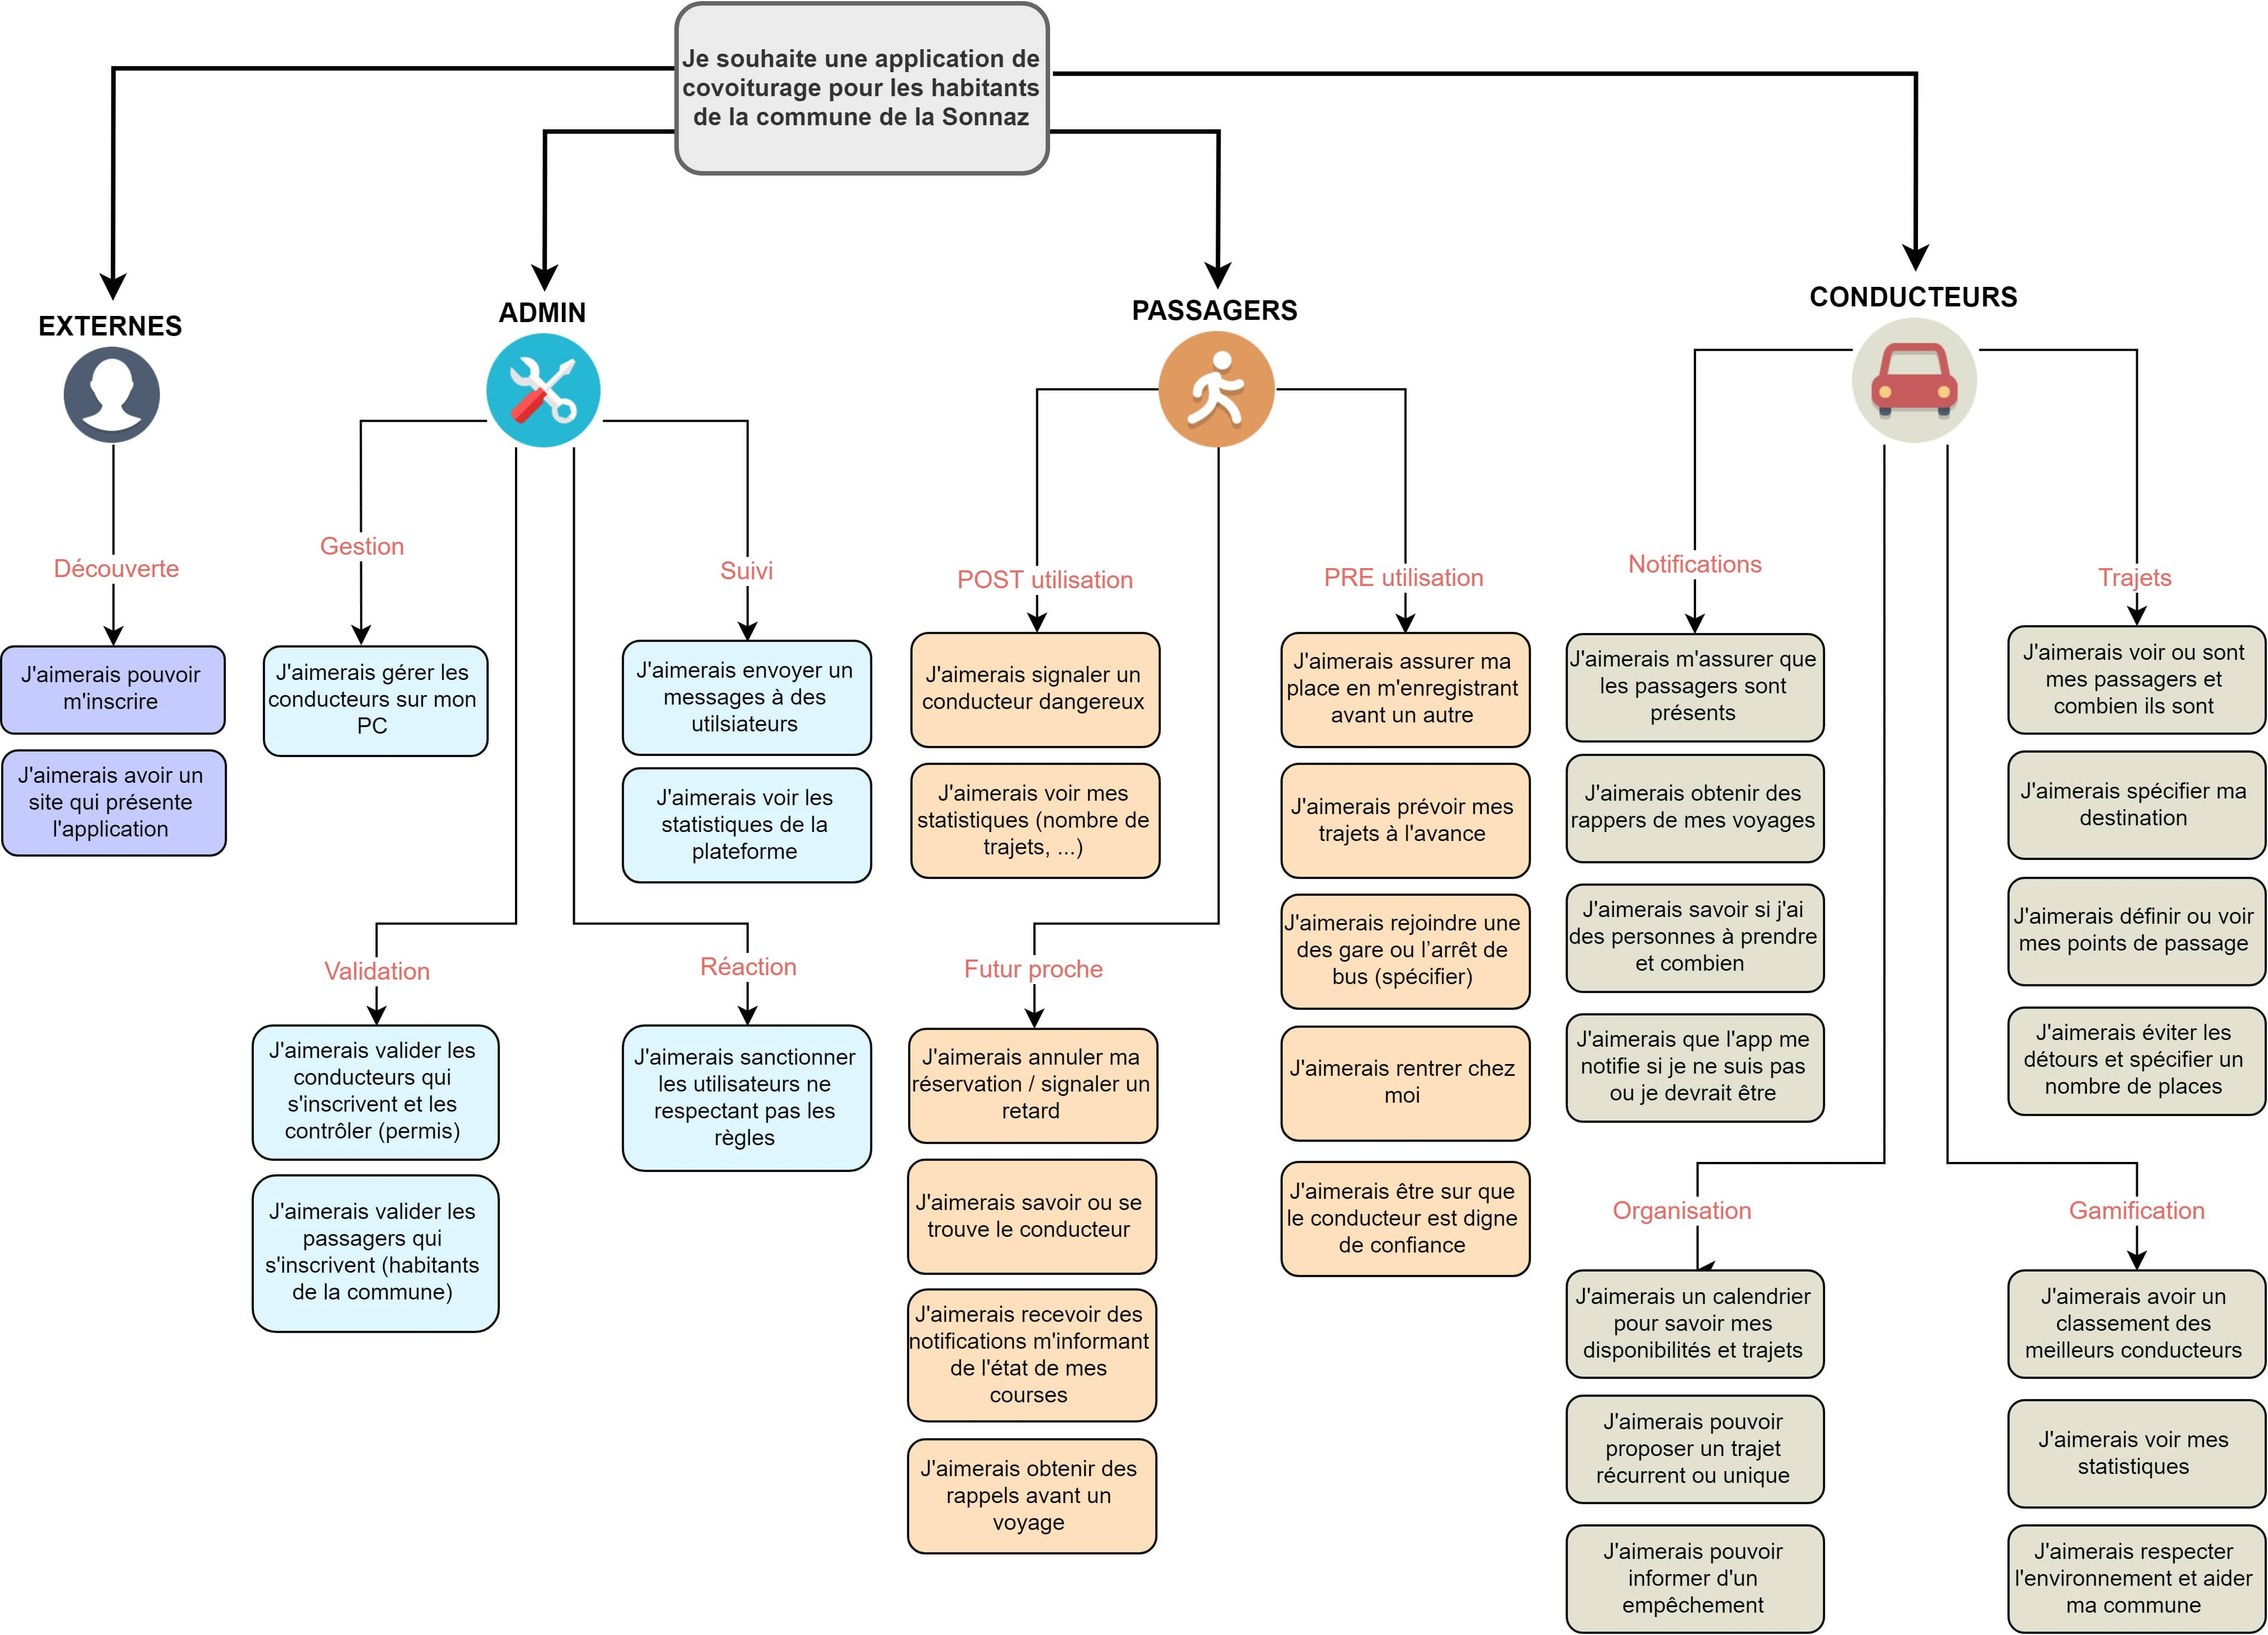 Je souhaite une application de
covoiturage pour les habitants
de la commune de la Sonnaz
EXTERNES
Découverte
J'aimerais pouvoir
m'inscrire
J'aimerais avoir un
site qui présente
l'application
ADMIN
Gestion
J'aimerais gérer les
conducteurs sur mon
PC
Suivi
J'aimerais envoyer un
messages à des
utilsiateurs
J'aimerais voir les
statistiques de la
plateforme
Validation
J'aimerais valider les
conducteurs qui
s'inscrivent et les
contrôler (permis)
J'aimerais valider les
passagers qui
s'inscrivent (habitants
de la commune)
Réaction
J'aimerais sanctionner
les utilisateurs ne
respectant pas les
règles
PASSAGERS
POST utilisation
J'aimerais signaler un
conducteur dangereux
J'aimerais voir mes
statistiques (nombre de
trajets, ...)
PRE utilisation
J'aimerais assurer ma
place en m'enregistrant
avant un autre
J'aimerais prévoir mes
trajets à l'avance
J'aimerais rejoindre une
des gare ou l’arrêt de
bus (spécifier)
J'aimerais rentrer chez
moi
J'aimerais être sur que
le conducteur est digne
de confiance
Futur proche
J'aimerais annuler ma
réservation / signaler un
retard
J'aimerais savoir ou se
trouve le conducteur
J'aimerais recevoir des
notifications m'informant
de l'état de mes
courses
J'aimerais obtenir des
rappels avant un
voyage
CONDUCTEURS
Notifications
J'aimerais m'assurer que
les passagers sont
présents
J'aimerais obtenir des
rappers de mes voyages
J'aimerais savoir si j'ai
des personnes à prendre
et combien
J'aimerais que l'app me
notifie si je ne suis pas
ou je devrait être
Trajets
J'aimerais voir ou sont
mes passagers et
combien ils sont
J'aimerais spécifier ma
destination
J'aimerais définir ou voir
mes points de passage
J'aimerais éviter les
détours et spécifier un
nombre de places
Organisation
J'aimerais un calendrier
pour savoir mes
disponibilités et trajets
J'aimerais pouvoir
proposer un trajet
récurrent ou unique
J'aimerais pouvoir
informer d'un
empêchement
Gamification
J'aimerais avoir un
classement des
meilleurs conducteurs
J'aimerais voir mes
statistiques
J'aimerais respecter
l'environnement et aider
ma commune